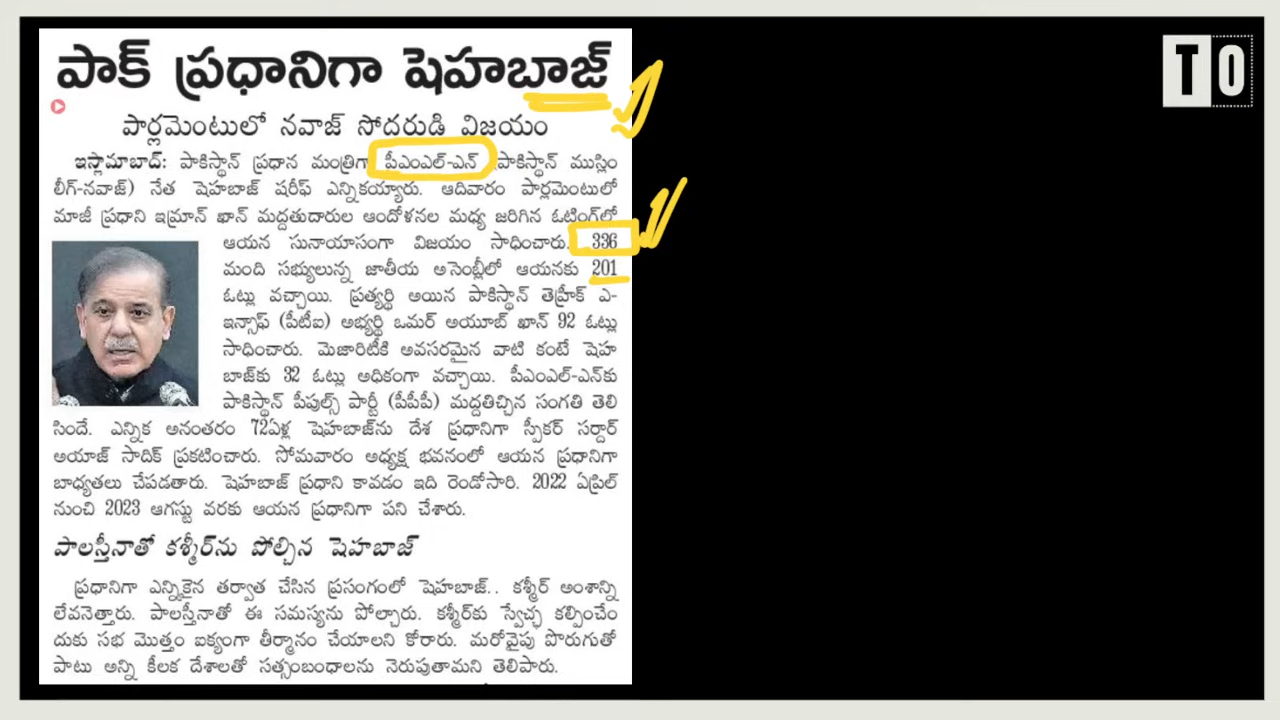 పాక్ ప్రధానిగా షెహబాజ్
TO
పార్లమెంటులో నవాజ్ సోదరుడి విజయం
ఇస్లామాబాద్: పాకిస్థాన్ ప్రధాన మంత్రిగా పీఎంఎల్-ఎన్ (పాకిస్థాన్ ముస్లిం
లీగ్-నవాజ్) నేత షెహబాజ్ షరీఫ్ ఎన్నికయ్యారు. ఆదివారం పార్లమెంటులో
మాజీ ప్రధాని ఇమ్రాన్ ఖాన్ మద్దతుదారుల ఆందోళనల మధ్య జరిగిన ఓటింగ్‌లో
ఆయన సునాయాసంగా విజయం సాధించారు. 336
మంది సభ్యులున్న జాతీయ అసెంబ్లీలో ఆయనకు 201
ఓట్లు వచ్చాయి. ప్రత్యర్థి అయిన పాకిస్థాన్ తెహ్రీక్ ఎ-
ఇన్సాఫ్ (పీటీఐ) అభ్యర్థి ఒమర్ అయూబ్ ఖాన్ 92 ఓట్లు
సాధించారు. మెజారిటీకి అవసరమైన వాటి కంటే షెహ
బాజ్‌కు 32 ఓట్లు అధికంగా వచ్చాయి. పీఎంఎల్-ఎన్‌కు
పాకిస్థాన్ పీపుల్స్ పార్టీ (పీపీపీ) మద్దతిచ్చిన సంగతి తెలి
సిందే. ఎన్నిక అనంతరం 72ఏళ్ల షెహబాజ్‌ను దేశ ప్రధానిగా స్పీకర్ సర్దార్
అయాజ్ సాదిక్ ప్రకటించారు. సోమవారం అధ్యక్ష భవనంలో ఆయన ప్రధానిగా
బాధ్యతలు చేపడతారు. షెహబాజ్ ప్రధాని కావడం ఇది రెండోసారి. 2022 ఏప్రిల్
నుంచి 2023 ఆగస్టు వరకు ఆయన ప్రధానిగా పని చేశారు.
పాలస్తీనాతో కశ్మీర్‌ను పోల్చిన షెహబాజ్
ప్రధానిగా ఎన్నికైన తర్వాత చేసిన ప్రసంగంలో షెహబాజ్.. కశ్మీర్ అంశాన్ని
లేవనెత్తారు. పాలస్తీనాతో ఈ సమస్యను పోల్చారు. కశ్మీర్‌కు స్వేచ్ఛ కల్పించేం
దుకు సభ మొత్తం ఐక్యంగా తీర్మానం చేయాలని కోరారు. మరోవైపు పొరుగుతో
పాటు అన్ని కీలక దేశాలతో సత్సంబంధాలను నెరుపుతామని తెలిపారు.